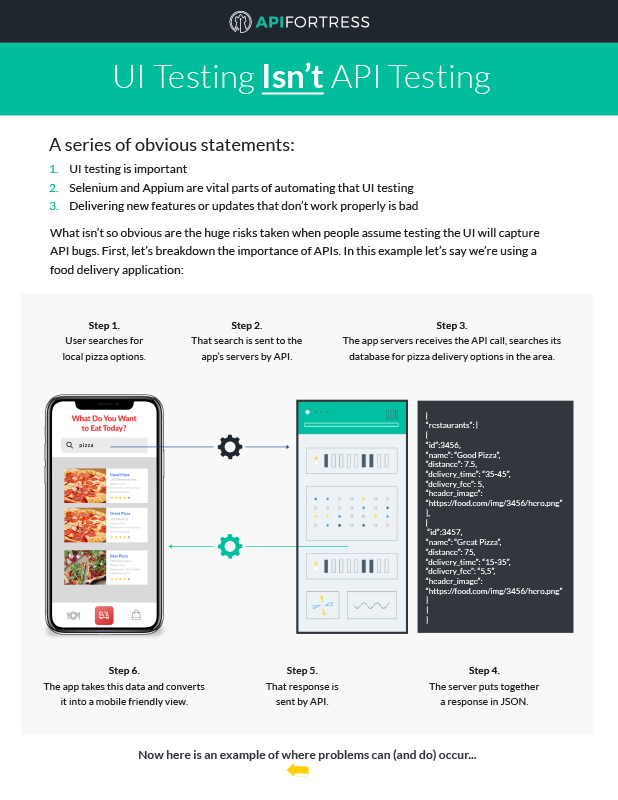 APIFORTRESS
UI Testing Isn't API Testing
A series of obvious statements:
1. UI testing is important
2. Selenium and Appium are vital parts of automating that UI testing
3. Delivering new features or updates that don't work properly is bad
What isn't so obvious are the huge risks taken when people assume testing the UI will capture
API bugs. First, let's breakdown the importance of APIs. In this example let's say we're using a
food delivery application:
Step 1.
User searches for
local pizza options.
Step 2.
That search is sent to the
app's servers by API.
Step 3.
The app servers receives the API call, searches its
database for pizza delivery options in the area.
What Do You Want
to Eat Today?
pizza
Good Pizza
Great Pizza
Best Pizza
{
"restaurants": [
{
"id":3456,
"name": "Good Pizza",
"distance": 7.5,
"delivery_time": "35-45",
"delivery_fee": 5,
"header_image":
"https://food.com/img/3456/hero.png"
},
{
"id":3457,
"name": "Great Pizza",
"distance": 75,
"delivery_time": "15-35",
"delivery_fee": "5,5",
"header_image":
"https://food.com/img/3456/hero.png"
}
]
}
Step 6.
The app takes this data and converts
it into a mobile friendly view.
Step 5.
That response is
sent by API.
Step 4.
The server puts together
a response in JSON.
Now here is an example of where problems can (and do) occur...